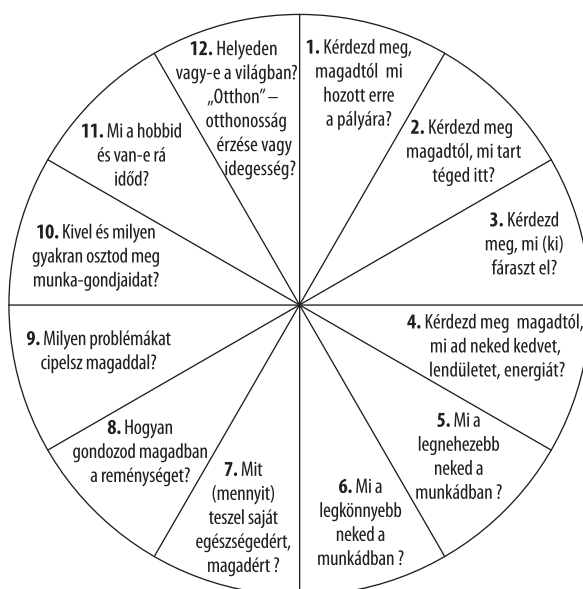 1. Kérdezd meg,
magadtól mi
hozott erre
a pályára?
2. Kérdezd meg
magadtól, mi tart
téged itt?
3. Kérdezd
meg, mi (ki)
fáraszt el?
4. Kérdezd meg magadtól,
mi ad neked kedvet,
lendületet, energiát?
5. Mi a
legnehezebb
neked a
munkádban ?
6. Mi a
legkönnyebb
neked a
munkádban ?
7. Mit
(mennyit)
teszel saját
egészségedért,
magadért ?
8. Hogyan
gondozod magadban
a reménységet?
9. Milyen problémákat
cipelsz magaddal?
10. Kivel és milyen
gyakran osztod meg
munka-gondjaidat?
11. Mi a hobbid
és van-e rá
időd?
12. Helyeden
vagy-e a világban?
„Otthon” –
otthonosság
érzése vagy
idegesség?